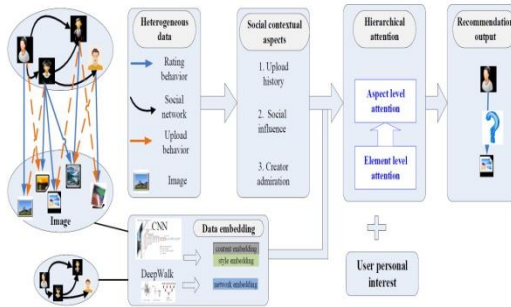 Heterogeneous
data
Rating
behavior
Social
network
Upload
behavior
Image
Social contextual
aspects
1. Upload
history
2. Social
influence
3. Creator
admiration
Hierarchical
attention
Aspect level
attention
Element level
attention
Recommendation
output
Image
CNN
DeepWalk
Data embedding
content embedding
style embedding
network embedding
User personal
interest